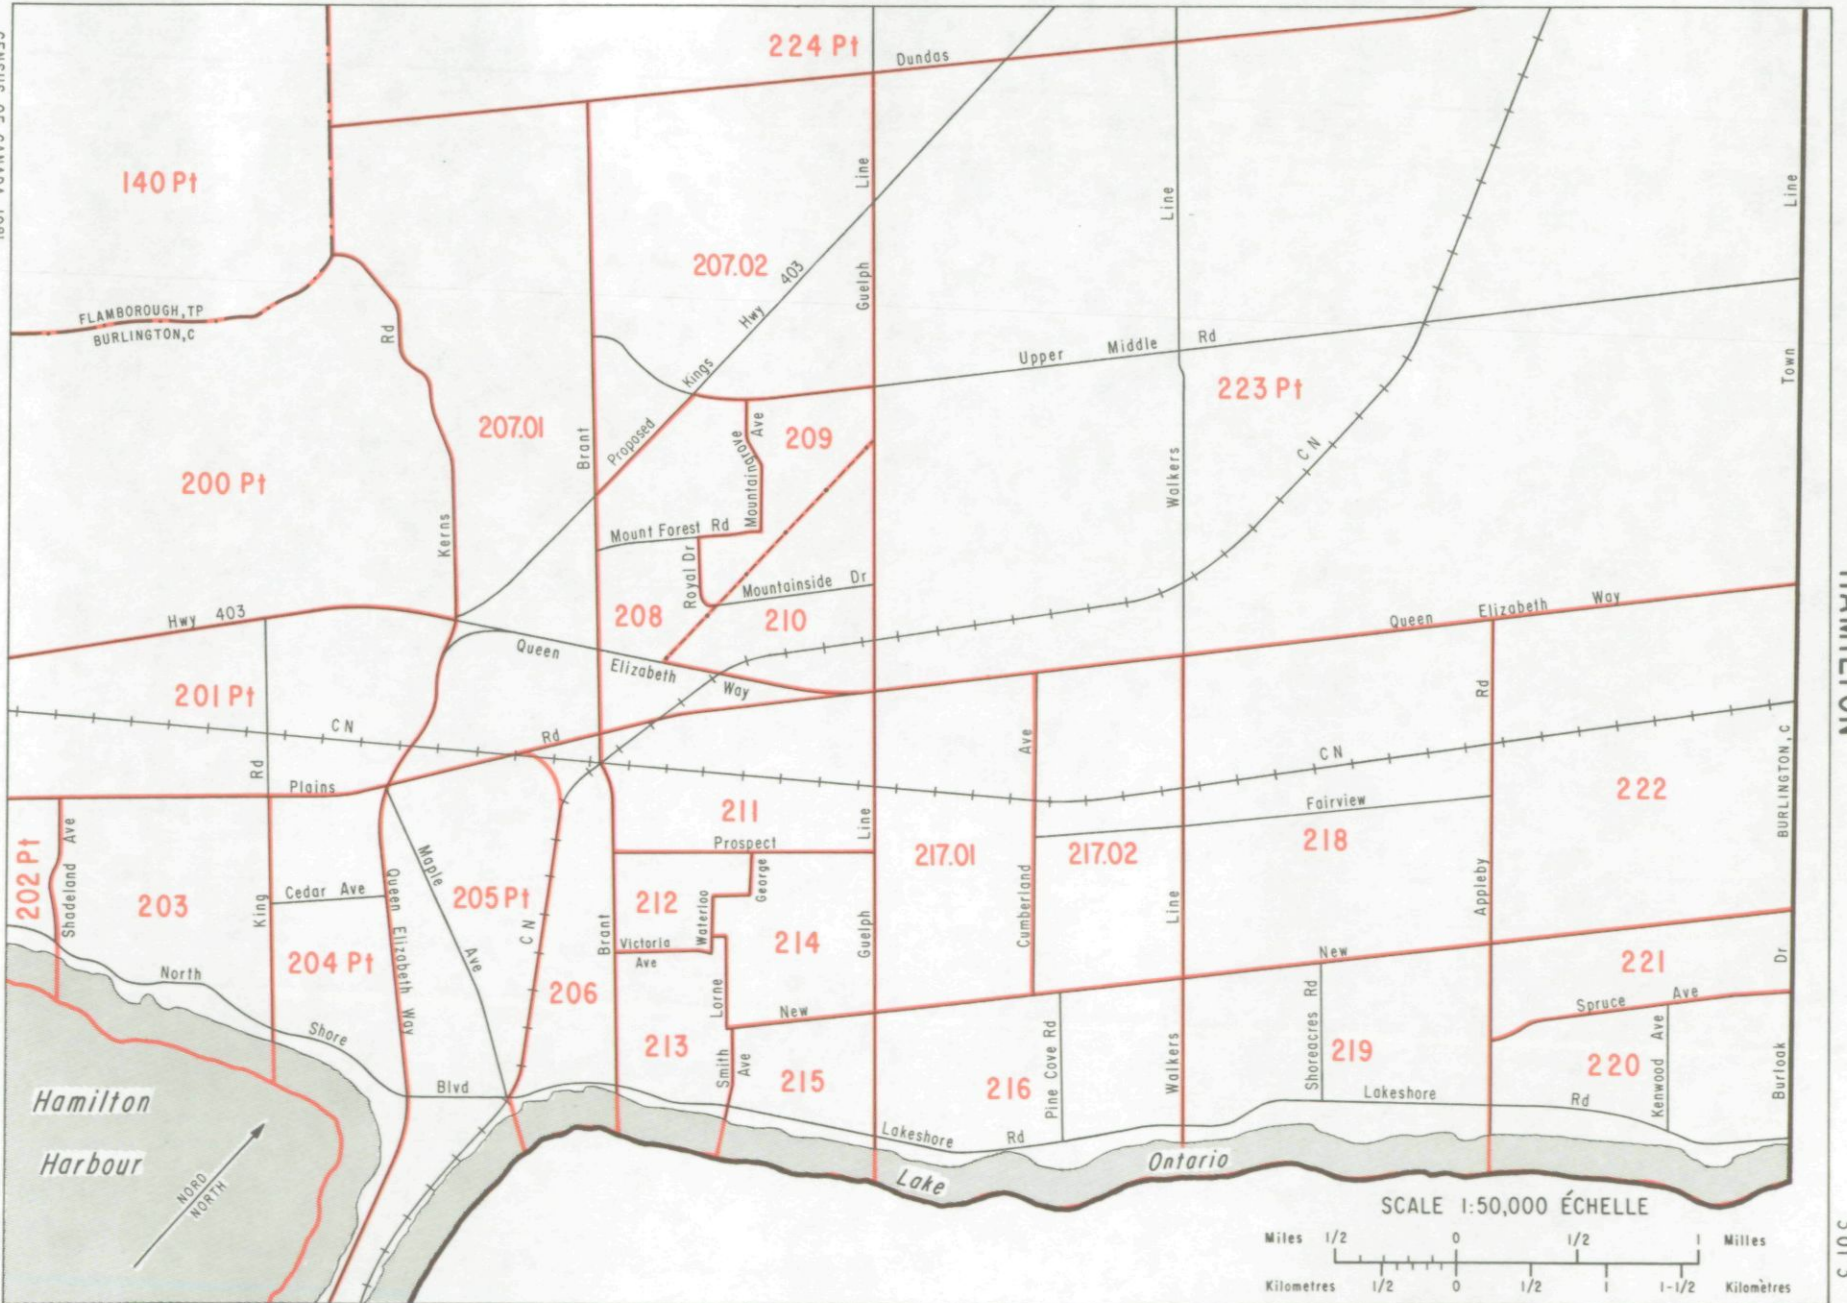 224 Pt
Dundas
140 Pt
Line
Line
Line
207.02
Guelph
Hwy 403
FLAMBOROUGH, TP
BURLINGTON, C
Rd
Upper Middle Rd
Kings
Town
223 Pt
207.01
Brant
Proposed
Mountaingrove
Ave
209
CN
200 Pt
Walkers
Kerns
Mount Forest Rd
Royal Dr
Mountainside Dr
208
210
Hwy 403
Queen Elizabeth Way
Queen Elizabeth Way
201 Pt
Rd
CN
Rd
Ave
CN
BURLINGTON, C
Rd
Plains
222
Fairview
211
Line
Prospect
218
202 Pt
Shadeland Ave
203
Cedar Ave
King
Queen Elizabeth Way
Maple Ave
205 Pt
CN
212
George
Waterloo
217.01
217.02
Cumberland
Line
Appleby
Brant
Victoria
Ave
214
Guelph
New
204 Pt
North
206
221
Dr
Spruce Ave
Lorne
New
Shore
213
Smith
Ave
215
216
Pine Cove Rd
Walkers
Shoreacres Rd
219
220
Kenwood Ave
Burloak
Blvd
Lakeshore Rd
Lakeshore Rd
Hamilton
Harbour
NORD
NORTH
Lake Ontario
SCALE 1:50,000 ÉCHELLE
Miles 1/2 0 1/2 1 Milles
Kilometres 1/2 0 1/2 1 1-1/2 Kilomètres